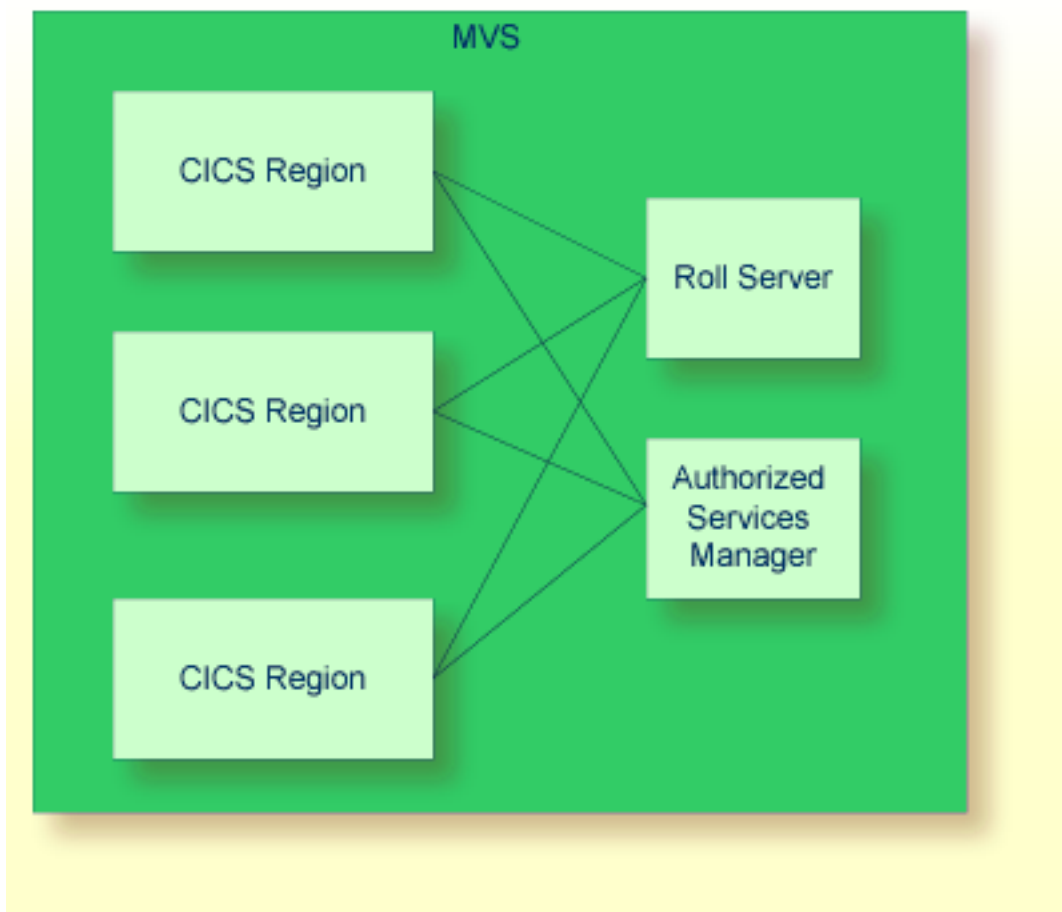 MVS
CICS Region
Roll Server
CICS Region
Authorized
Services
Manager
CICS Region